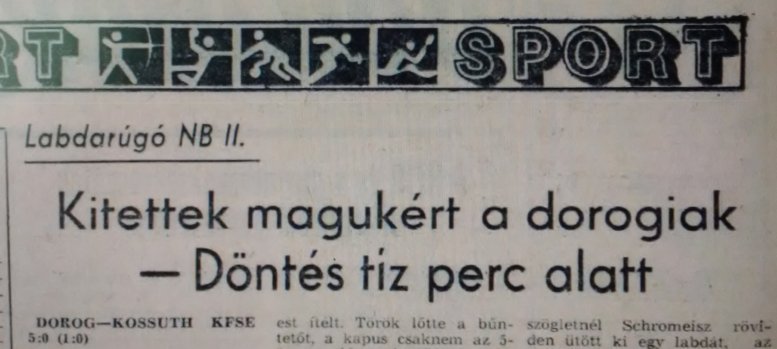 RT SPORT
Labdarúgó NB II.
Kitettek magukért a dorogiak
— Döntés tíz perc alatt
DOROG—KOSSUTH KFSE
5:0 (1:0)
est ítélt. Török lőtte a bün-
tetőt, a kapus csaknem az 5-
szögletnél Schromeisz rövi-
den ütött ki egy labdát, az